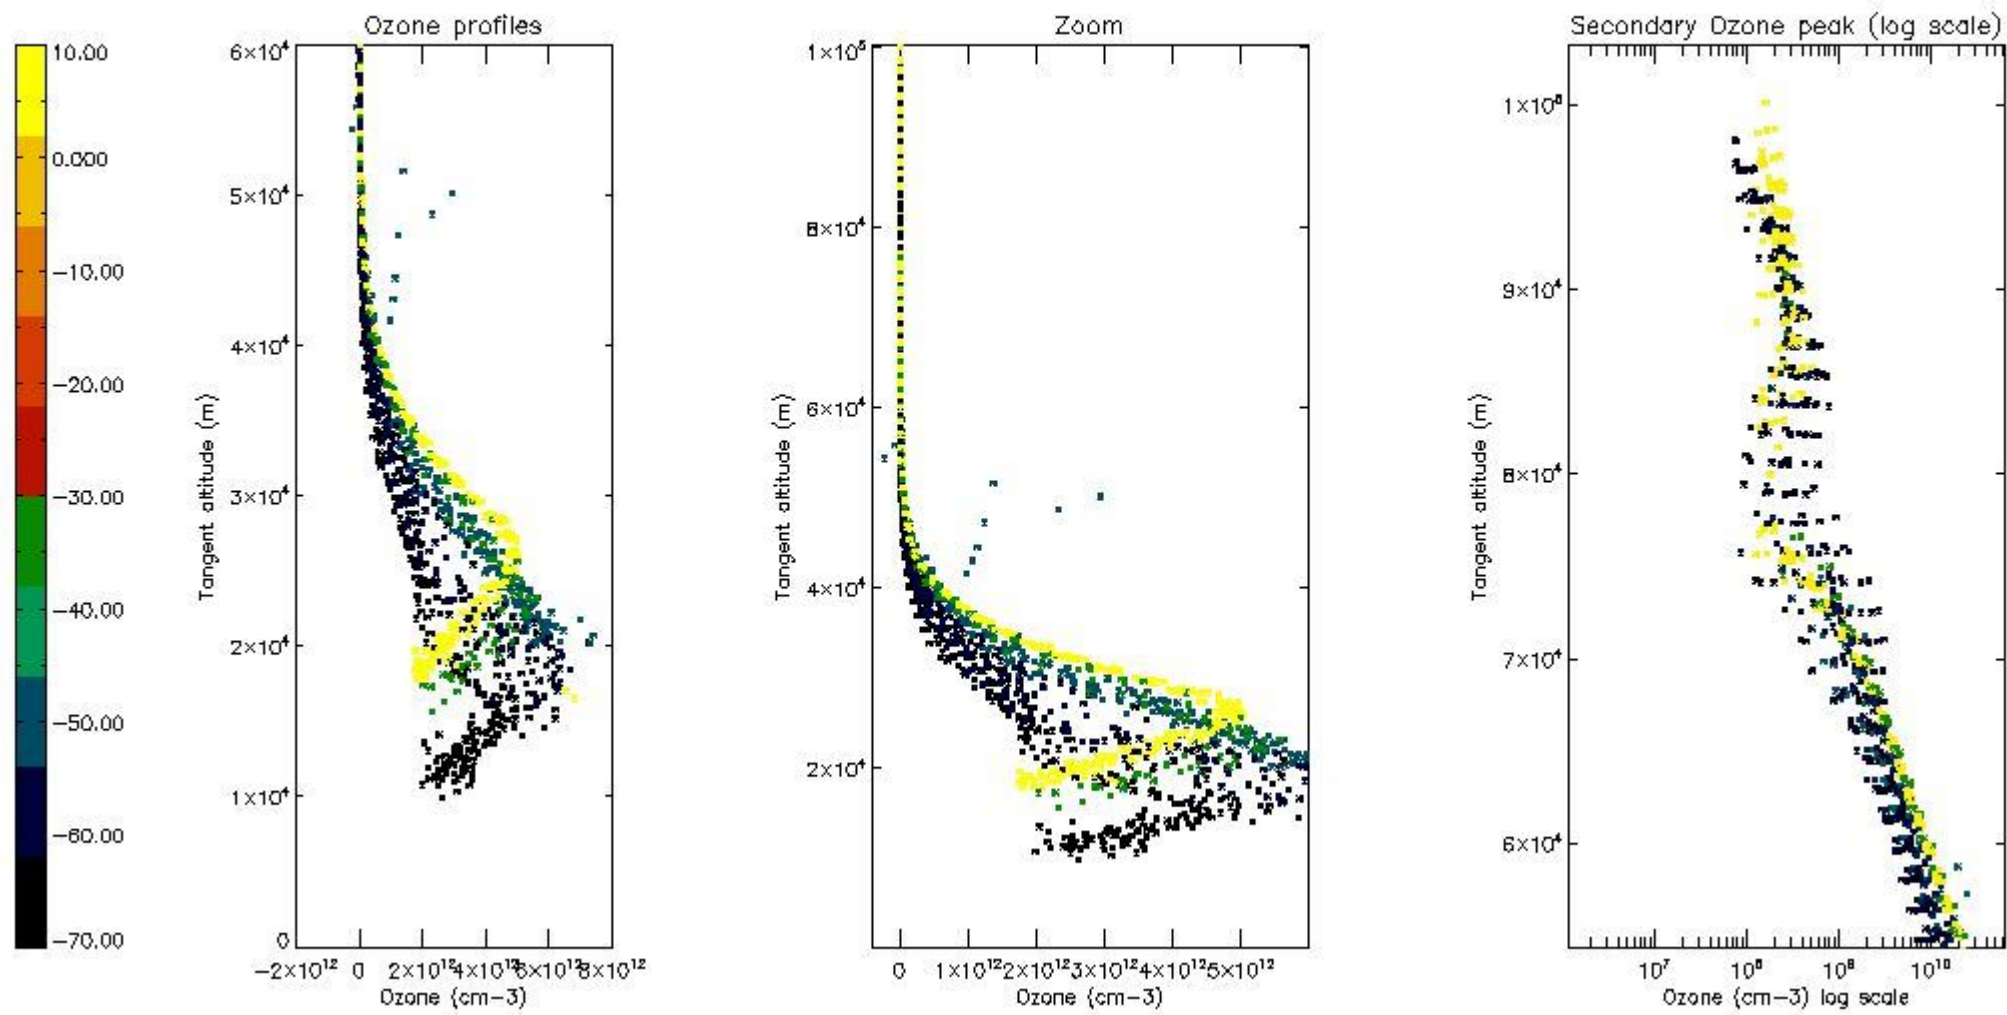 Ozone profiles
Zoom
Secondary Ozone peak (log scale)
10.00
0.000
-10.00
-20.00
-30.00
-40.00
-50.00
-60.00
-70.00
6×10⁴
5×10⁴
4×10⁴
3×10⁴
2×10⁴
1×10⁴
0
Tangent altitude (m)
-2×10¹² 0 2×10¹² 4×10¹² 6×10¹² 8×10¹²
Ozone (cm-3)
1×10⁵
8×10⁴
6×10⁴
4×10⁴
2×10⁴
Tangent altitude (m)
0 1×10¹² 2×10¹² 3×10¹² 4×10¹² 5×10¹²
Ozone (cm-3)
9×10⁴
8×10⁴
7×10⁴
6×10⁴
Tangent altitude (m)
10⁷ 10⁸ 10⁹ 10¹⁰
Ozone (cm-3) log scale